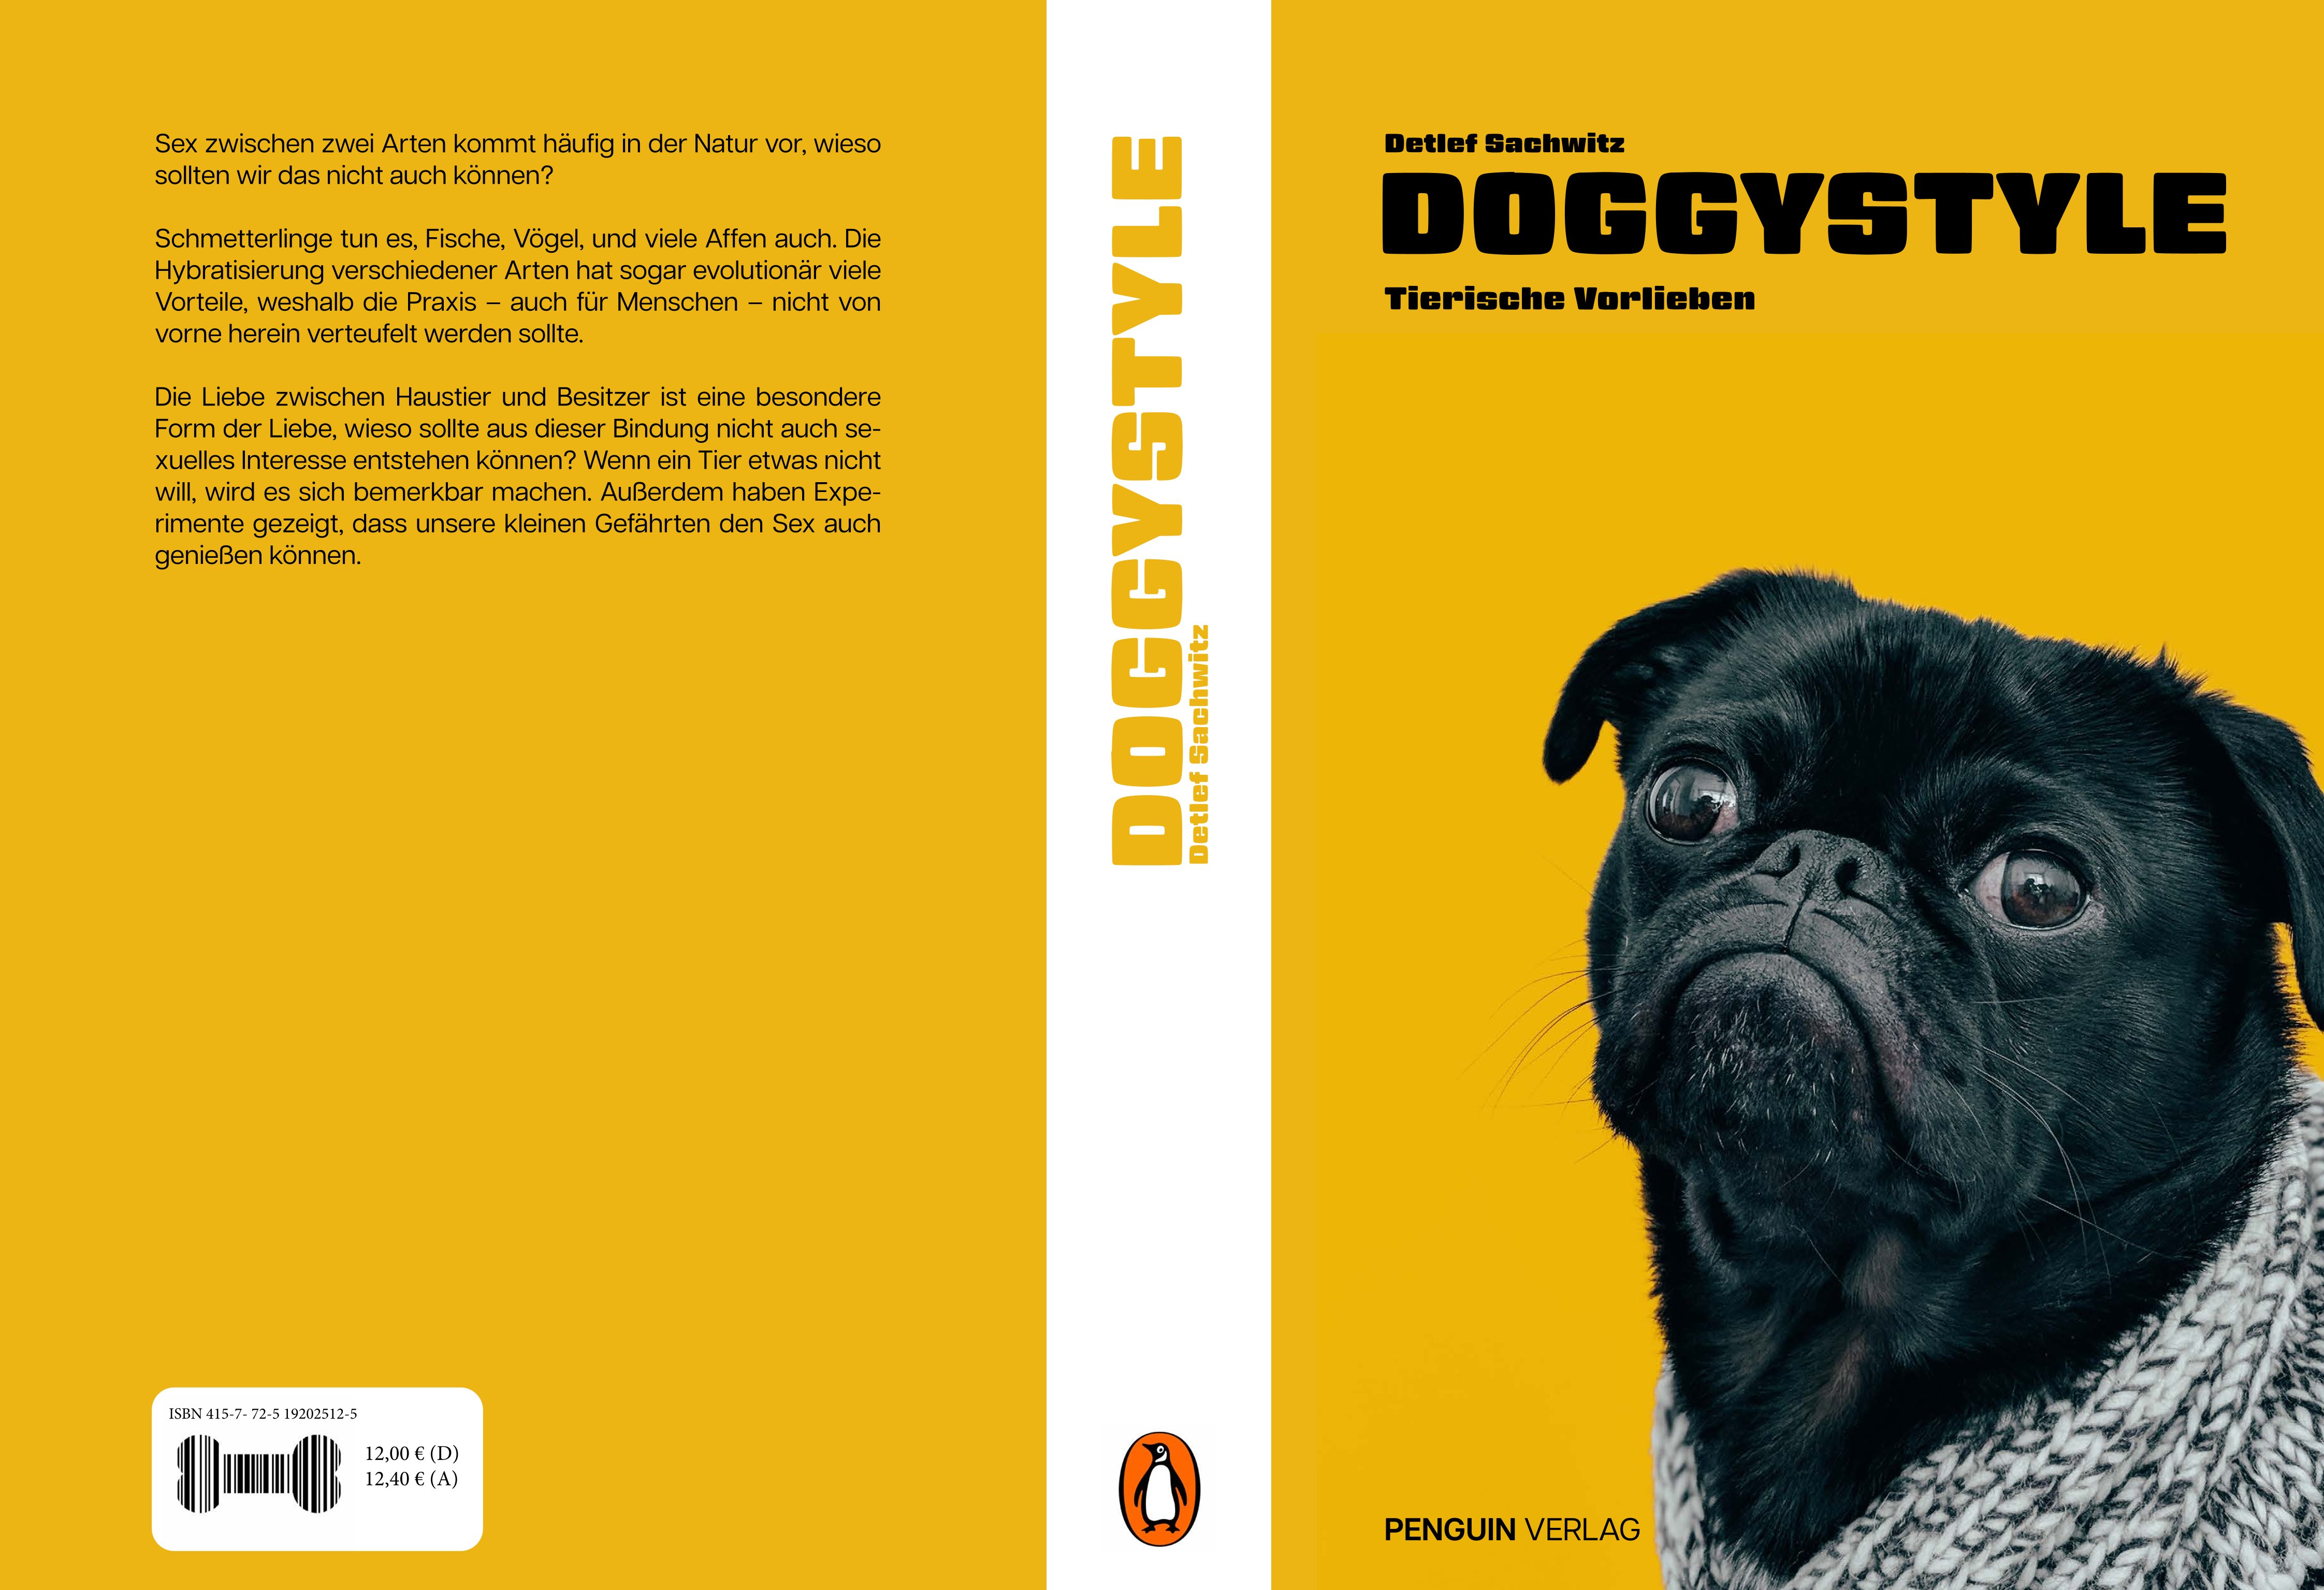 Sex zwischen zwei Arten kommt häufig in der Natur vor, wieso
sollten wir das nicht auch können?
Schmetterlinge tun es, Fische, Vögel, und viele Affen auch. Die
Hybratisierung verschiedener Arten hat sogar evolutionär viele
Vorteile, weshalb die Praxis – auch für Menschen – nicht von
vorne herein verteufelt werden sollte.
Die Liebe zwischen Haustier und Besitzer ist eine besondere
Form der Liebe, wieso sollte aus dieser Bindung nicht auch se-
xuelles Interesse entstehen können? Wenn ein Tier etwas nicht
will, wird es sich bemerkbar machen. Außerdem haben Expe-
rimente gezeigt, dass unsere kleinen Gefährten den Sex auch
genießen können.
ISBN 415-7- 72-5 19202512-5
12,00 € (D)
12,40 € (A)
DOGGYSTYLE
Detlef Sachwitz
Detlef Sachwitz
DOGGYSTYLE
Tierische Vorlieben
PENGUIN VERLAG